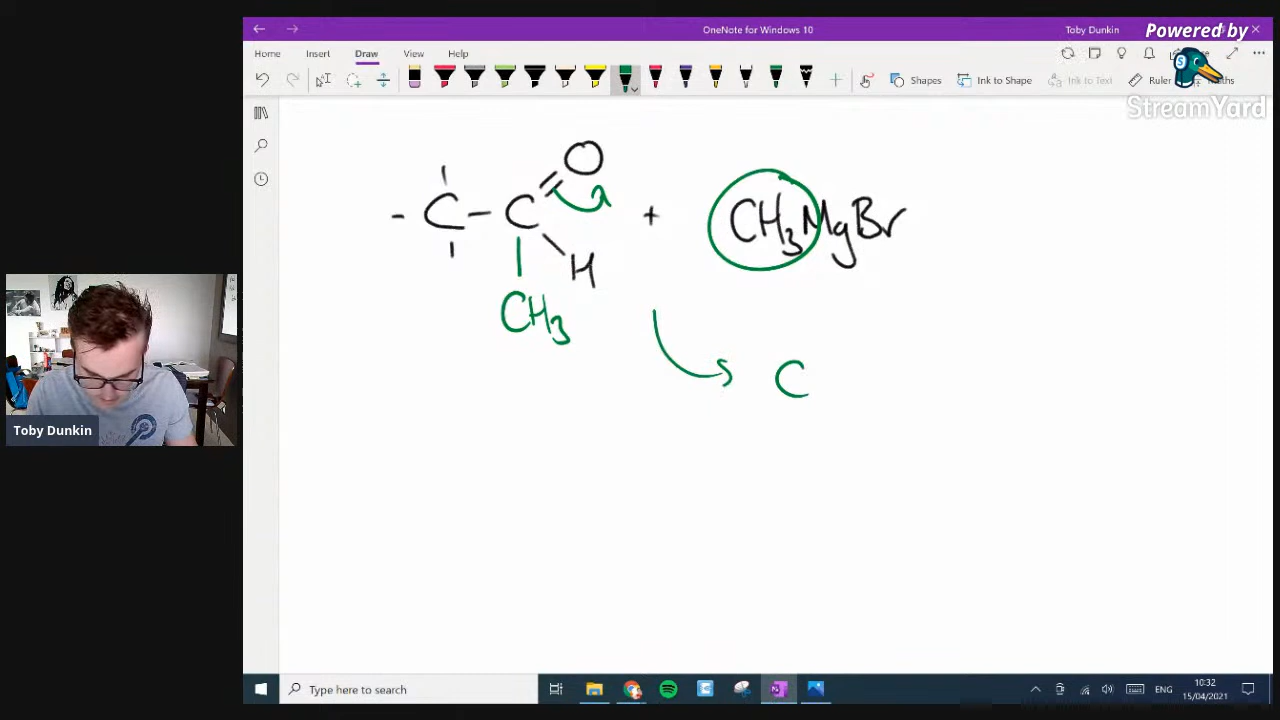 OneNote for Windows 10
Toby Dunkin
Powered by
StreamYard
Home Insert Draw View Help
Shapes Ink to Shape Ink to Text Ruler
O
- C - C + CH3MgBr
H
CH3
C
Toby Dunkin
Type here to search
ENG
10:32
15/04/2021